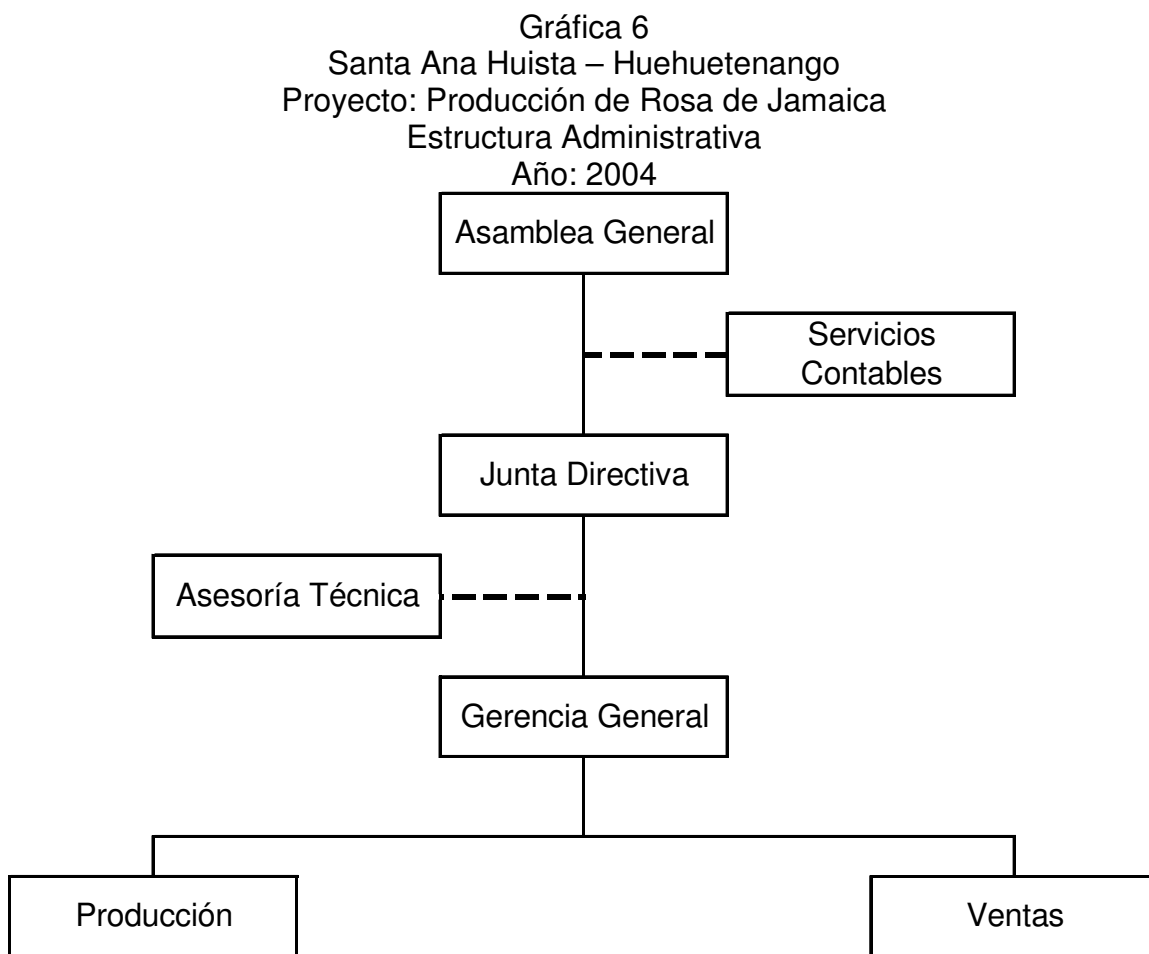 Gráfica 6
Santa Ana Huista – Huehuetenango
Proyecto: Producción de Rosa de Jamaica
Estructura Administrativa
Año: 2004
Asamblea General
Servicios
Contables
Junta Directiva
Asesoría Técnica
Gerencia General
Producción
Ventas